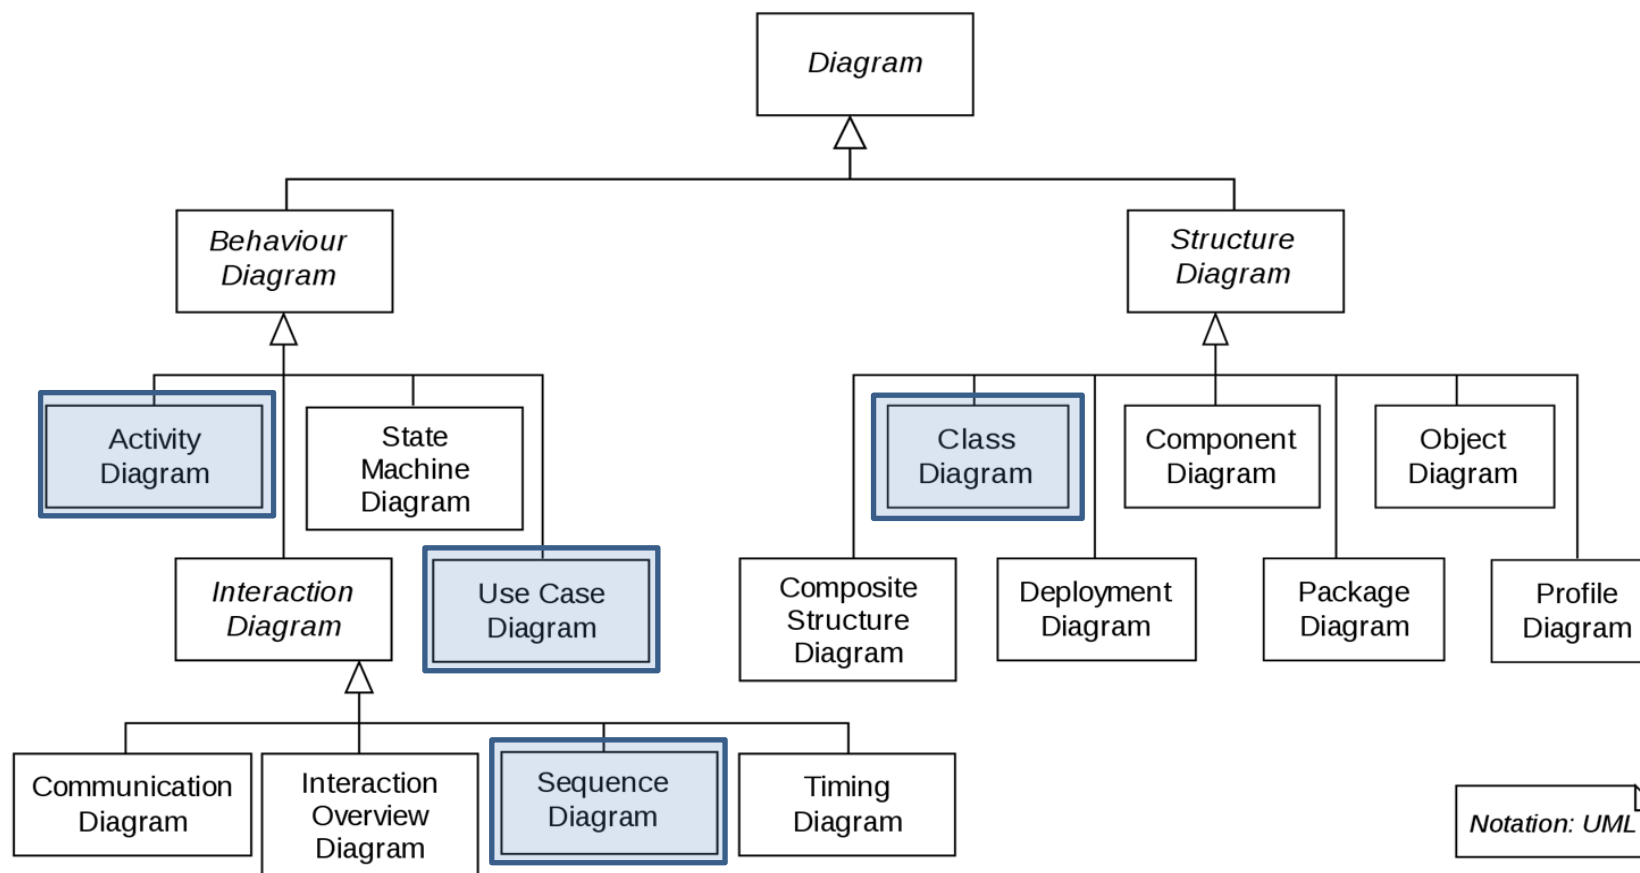 Diagram
Behaviour
Diagram
Structure
Diagram
Activity
Diagram
State
Machine
Diagram
Class
Diagram
Component
Diagram
Object
Diagram
Interaction
Diagram
Use Case
Diagram
Composite
Structure
Diagram
Deployment
Diagram
Package
Diagram
Profile
Diagram
Communication
Diagram
Interaction
Overview
Diagram
Sequence
Diagram
Timing
Diagram
Notation: UML